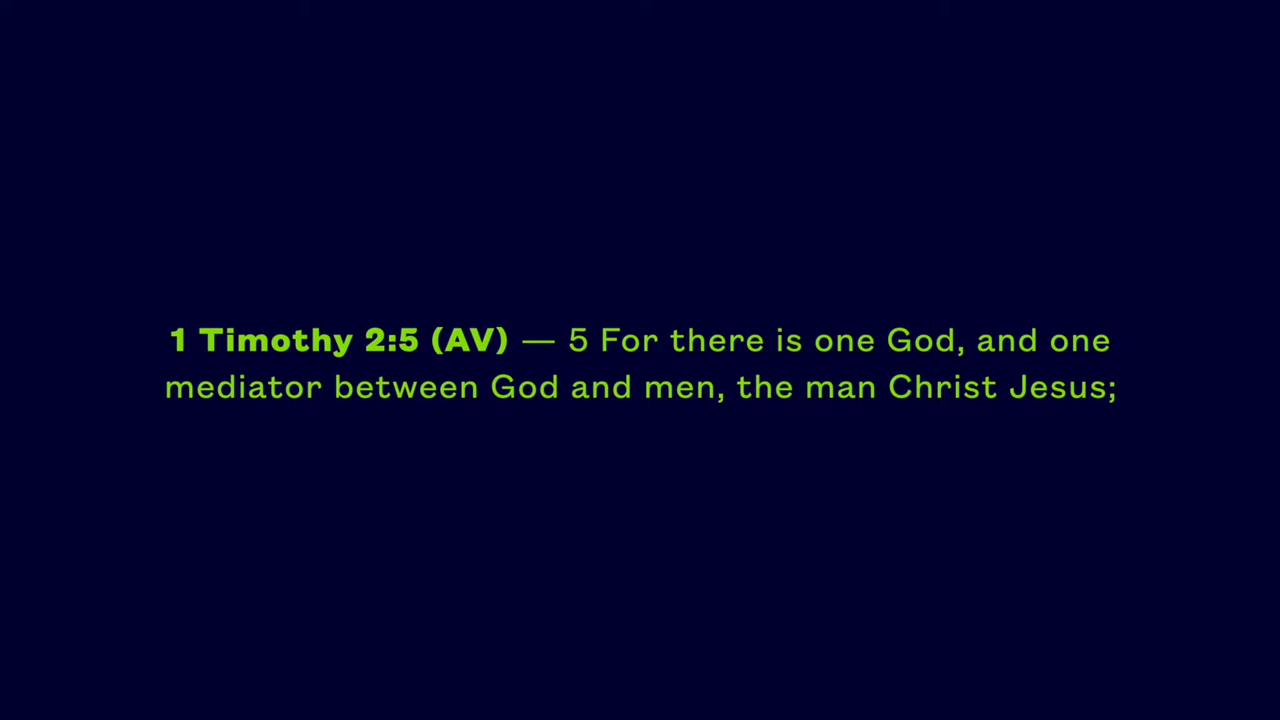 1 Timothy 2:5 (AV) — 5 For there is one God, and one
mediator between God and men, the man Christ Jesus;